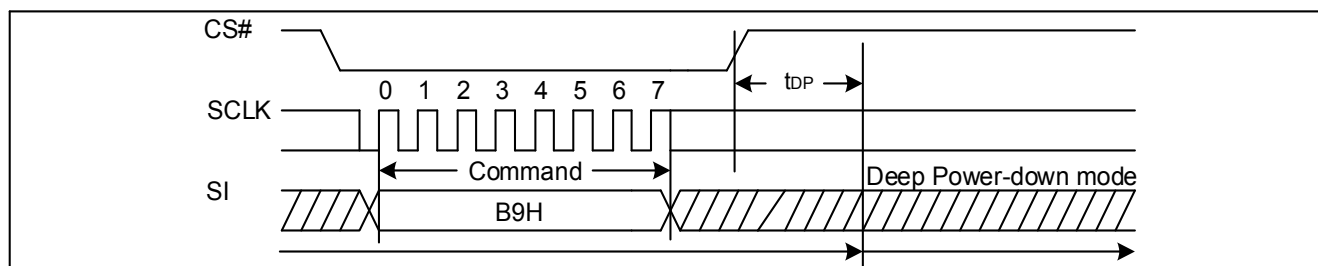 CS#
tDP
0 1 2 3 4 5 6 7
SCLK
Command
Deep Power-down mode
SI
B9H